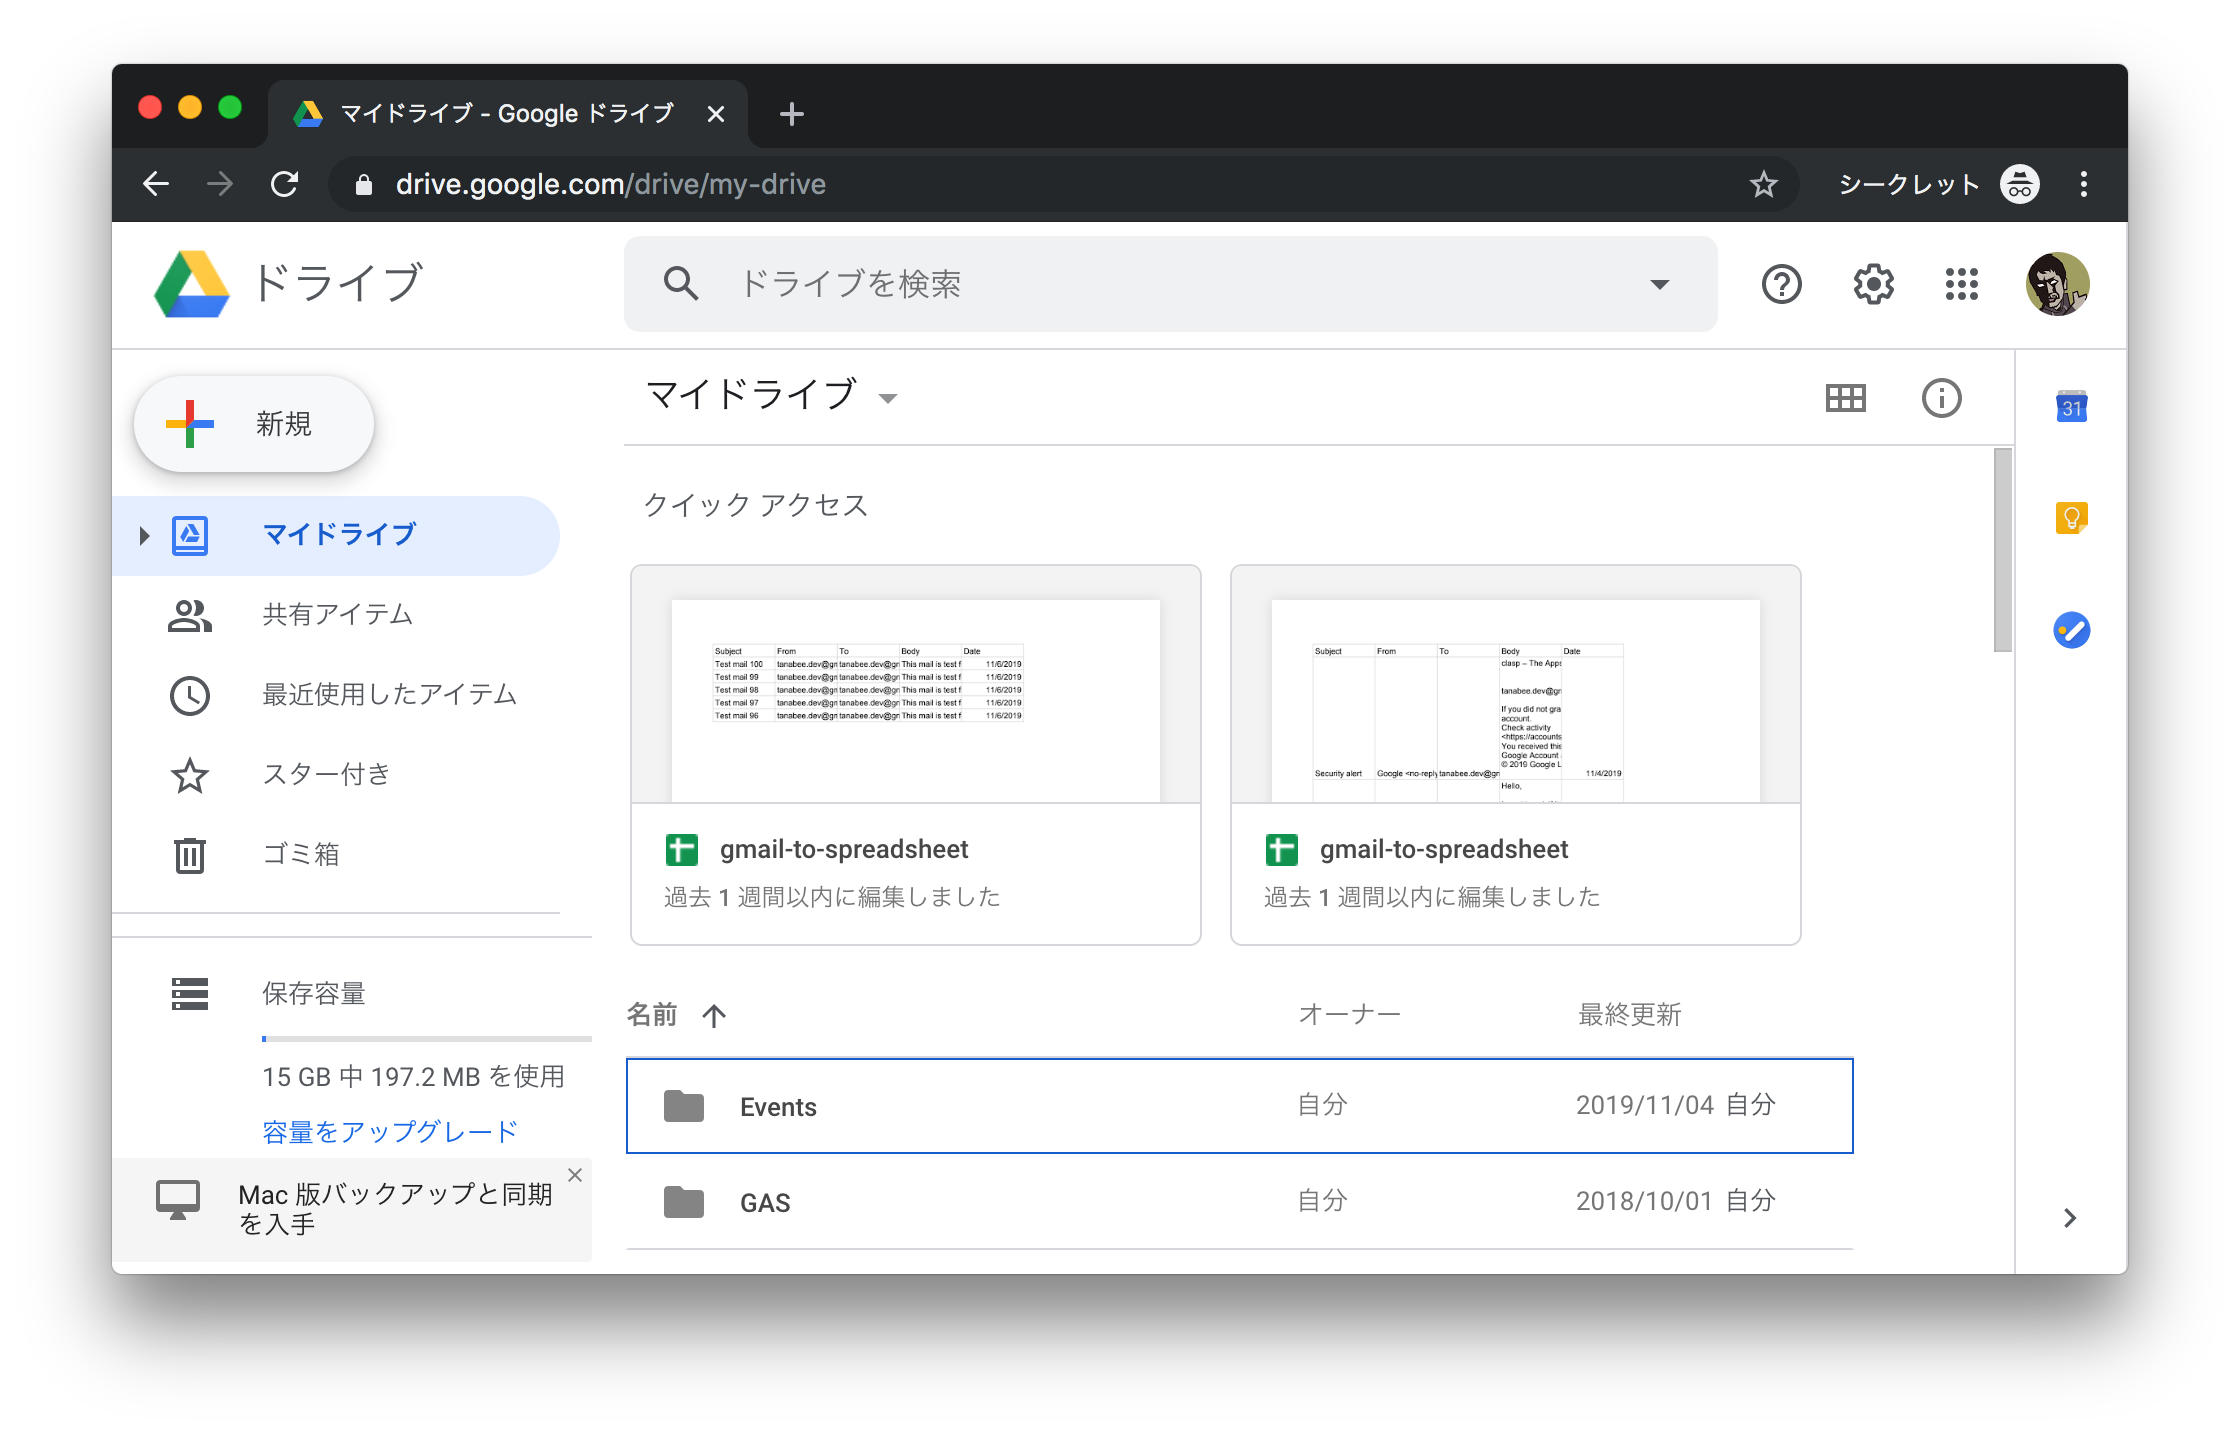 マイドライブ - Google ドライブ
drive.google.com/drive/my-drive
シークレット
ドライブ
ドライブを検索
新規
マイドライブ
共有アイテム
最近使用したアイテム
スター付き
ゴミ箱
保存容量
15 GB 中 197.2 MB を使用
容量をアップグレード
Mac 版バックアップと同期
を入手
マイドライブ
クイック アクセス
Subject From To Body Date
Test mail 100 tanabee.dev@gr tanabee.dev@gr This mail is test f 11/6/2019
Test mail 99 tanabee.dev@gr tanabee.dev@gr This mail is test f 11/6/2019
Test mail 98 tanabee.dev@gr tanabee.dev@gr This mail is test f 11/6/2019
Test mail 97 tanabee.dev@gr tanabee.dev@gr This mail is test f 11/6/2019
Test mail 96 tanabee.dev@gr tanabee.dev@gr This mail is test f 11/6/2019
gmail-to-spreadsheet
過去 1 週間以内に編集しました
Subject From To Body Date
clasp – The Apps
tanabee.dev@gr
If you did not gra
account.
Check activity
<https://accounts
You received this
Google Account
© 2019 Google L
Security alert Google <no-reply tanabee.dev@gr 11/4/2019
Hello,
gmail-to-spreadsheet
過去 1 週間以内に編集しました
名前 オーナー 最終更新
Events 自分 2019/11/04 自分
GAS 自分 2018/10/01 自分
31